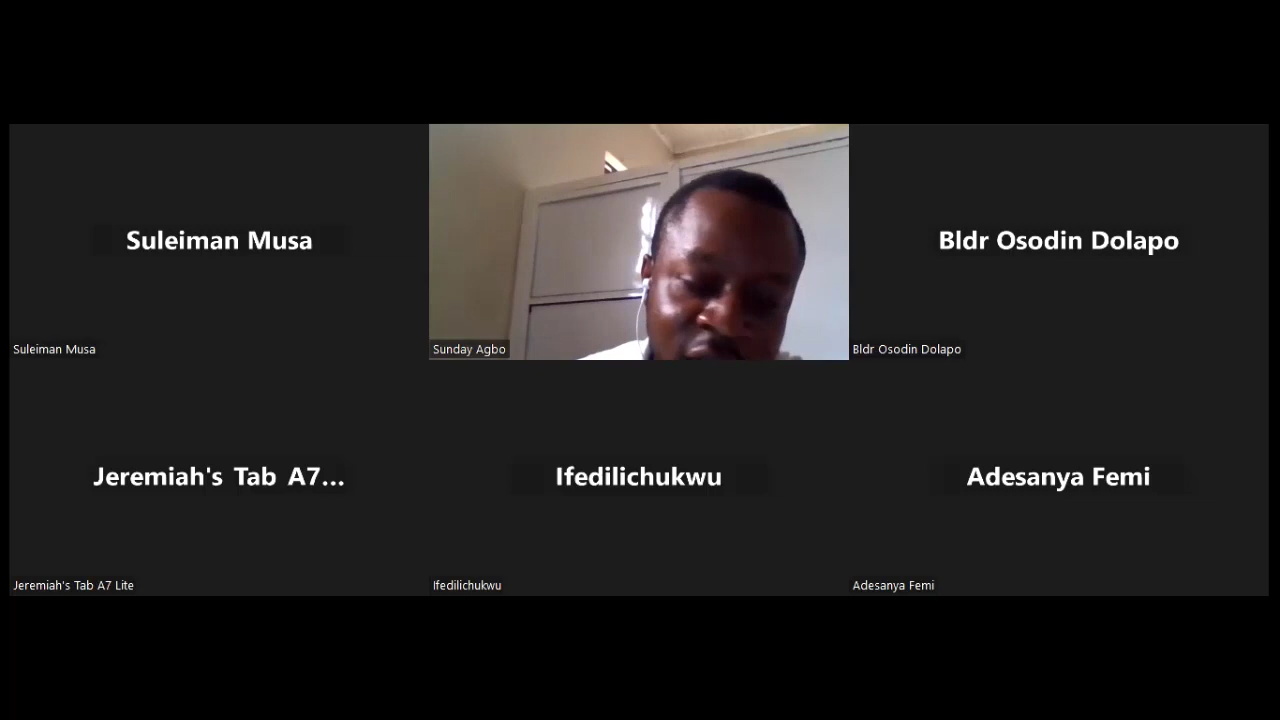 Suleiman Musa
Bldr Osodin Dolapo
Suleiman Musa
Sunday Agbo
Bldr Osodin Dolapo
Jeremiah's Tab A7...
Ifedilichukwu
Adesanya Femi
Jeremiah's Tab A7 Lite
Ifedilichukwu
Adesanya Femi